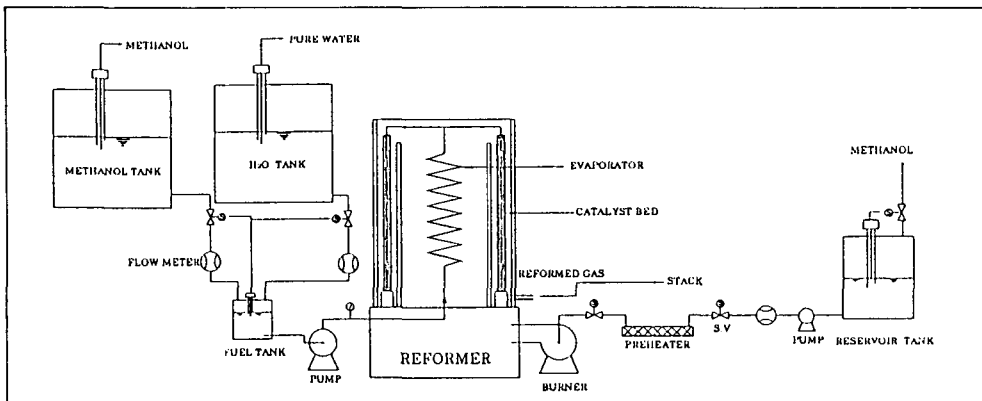 METHANOL
PURE WATER
METHANOL TANK
H2O TANK
FLOW METER
FUEL TANK
PUMP
REFORMER
EVAPORATOR
CATALYST BED
REFORMED GAS
STACK
BURNER
PREHEATER
S.V
PUMP
METHANOL
RESERVOIR TANK